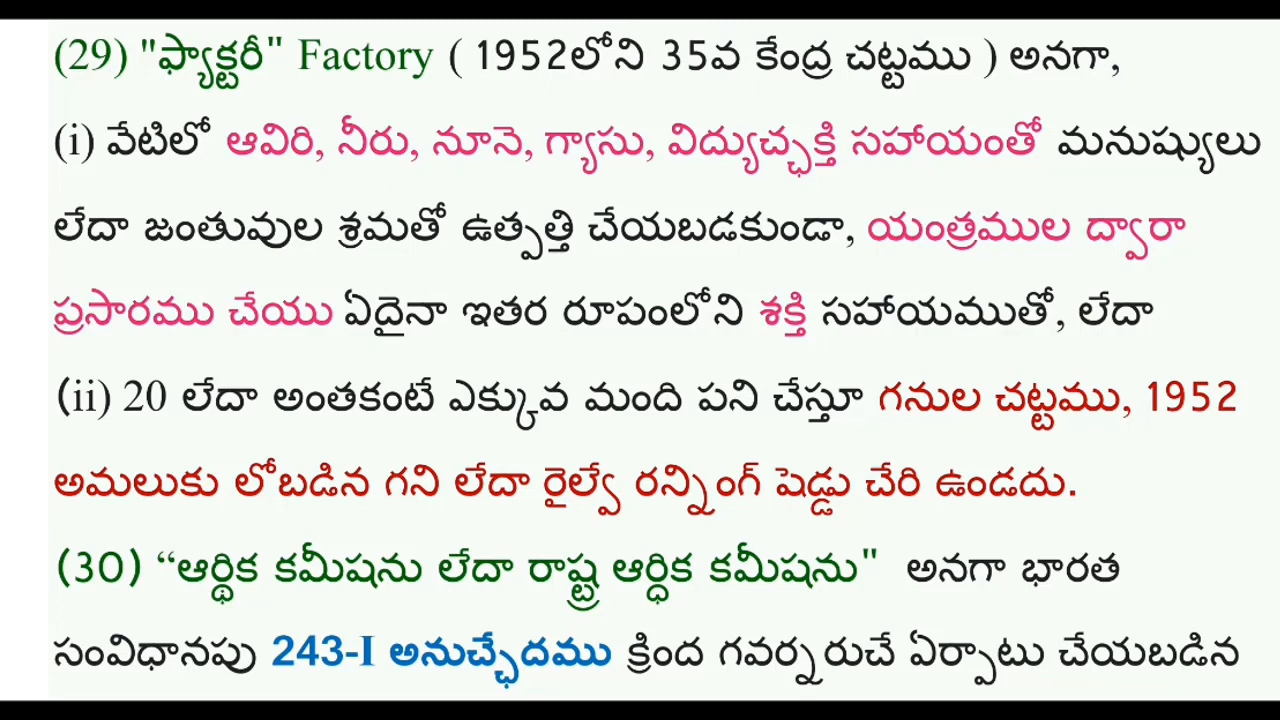 (29) "ఫ్యాక్టరీ" Factory ( 1952లోని 35వ కేంద్ర చట్టము ) అనగా,
(i) వేటిలో ఆవిరి, నీరు, నూనె, గ్యాసు, విద్యుచ్ఛక్తి సహాయంతో మనుష్యులు
లేదా జంతువుల శ్రమతో ఉత్పత్తి చేయబడకుండా, యంత్రముల ద్వారా
ప్రసారము చేయు ఏదైనా ఇతర రూపంలోని శక్తి సహాయముతో, లేదా
(ii) 20 లేదా అంతకంటే ఎక్కువ మంది పని చేస్తూ గనుల చట్టము, 1952
అమలుకు లోబడిన గని లేదా రైల్వే రన్నింగ్ షెడ్డు చేరి ఉండదు.
(30) “ఆర్థిక కమీషను లేదా రాష్ట్ర ఆర్ధిక కమీషను" అనగా భారత
సంవిధానపు 243-I అనుచ్ఛేదము క్రింద గవర్నరుచే ఏర్పాటు చేయబడిన